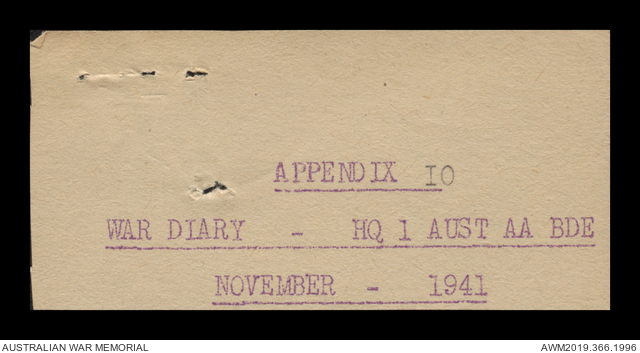 APPENDIX 10
WAR DIARY - HQ 1 AUST AA BDE
NOVEMBER - 1941
AUSTRALIAN WAR MEMORIAL
AWM2019.366.1996